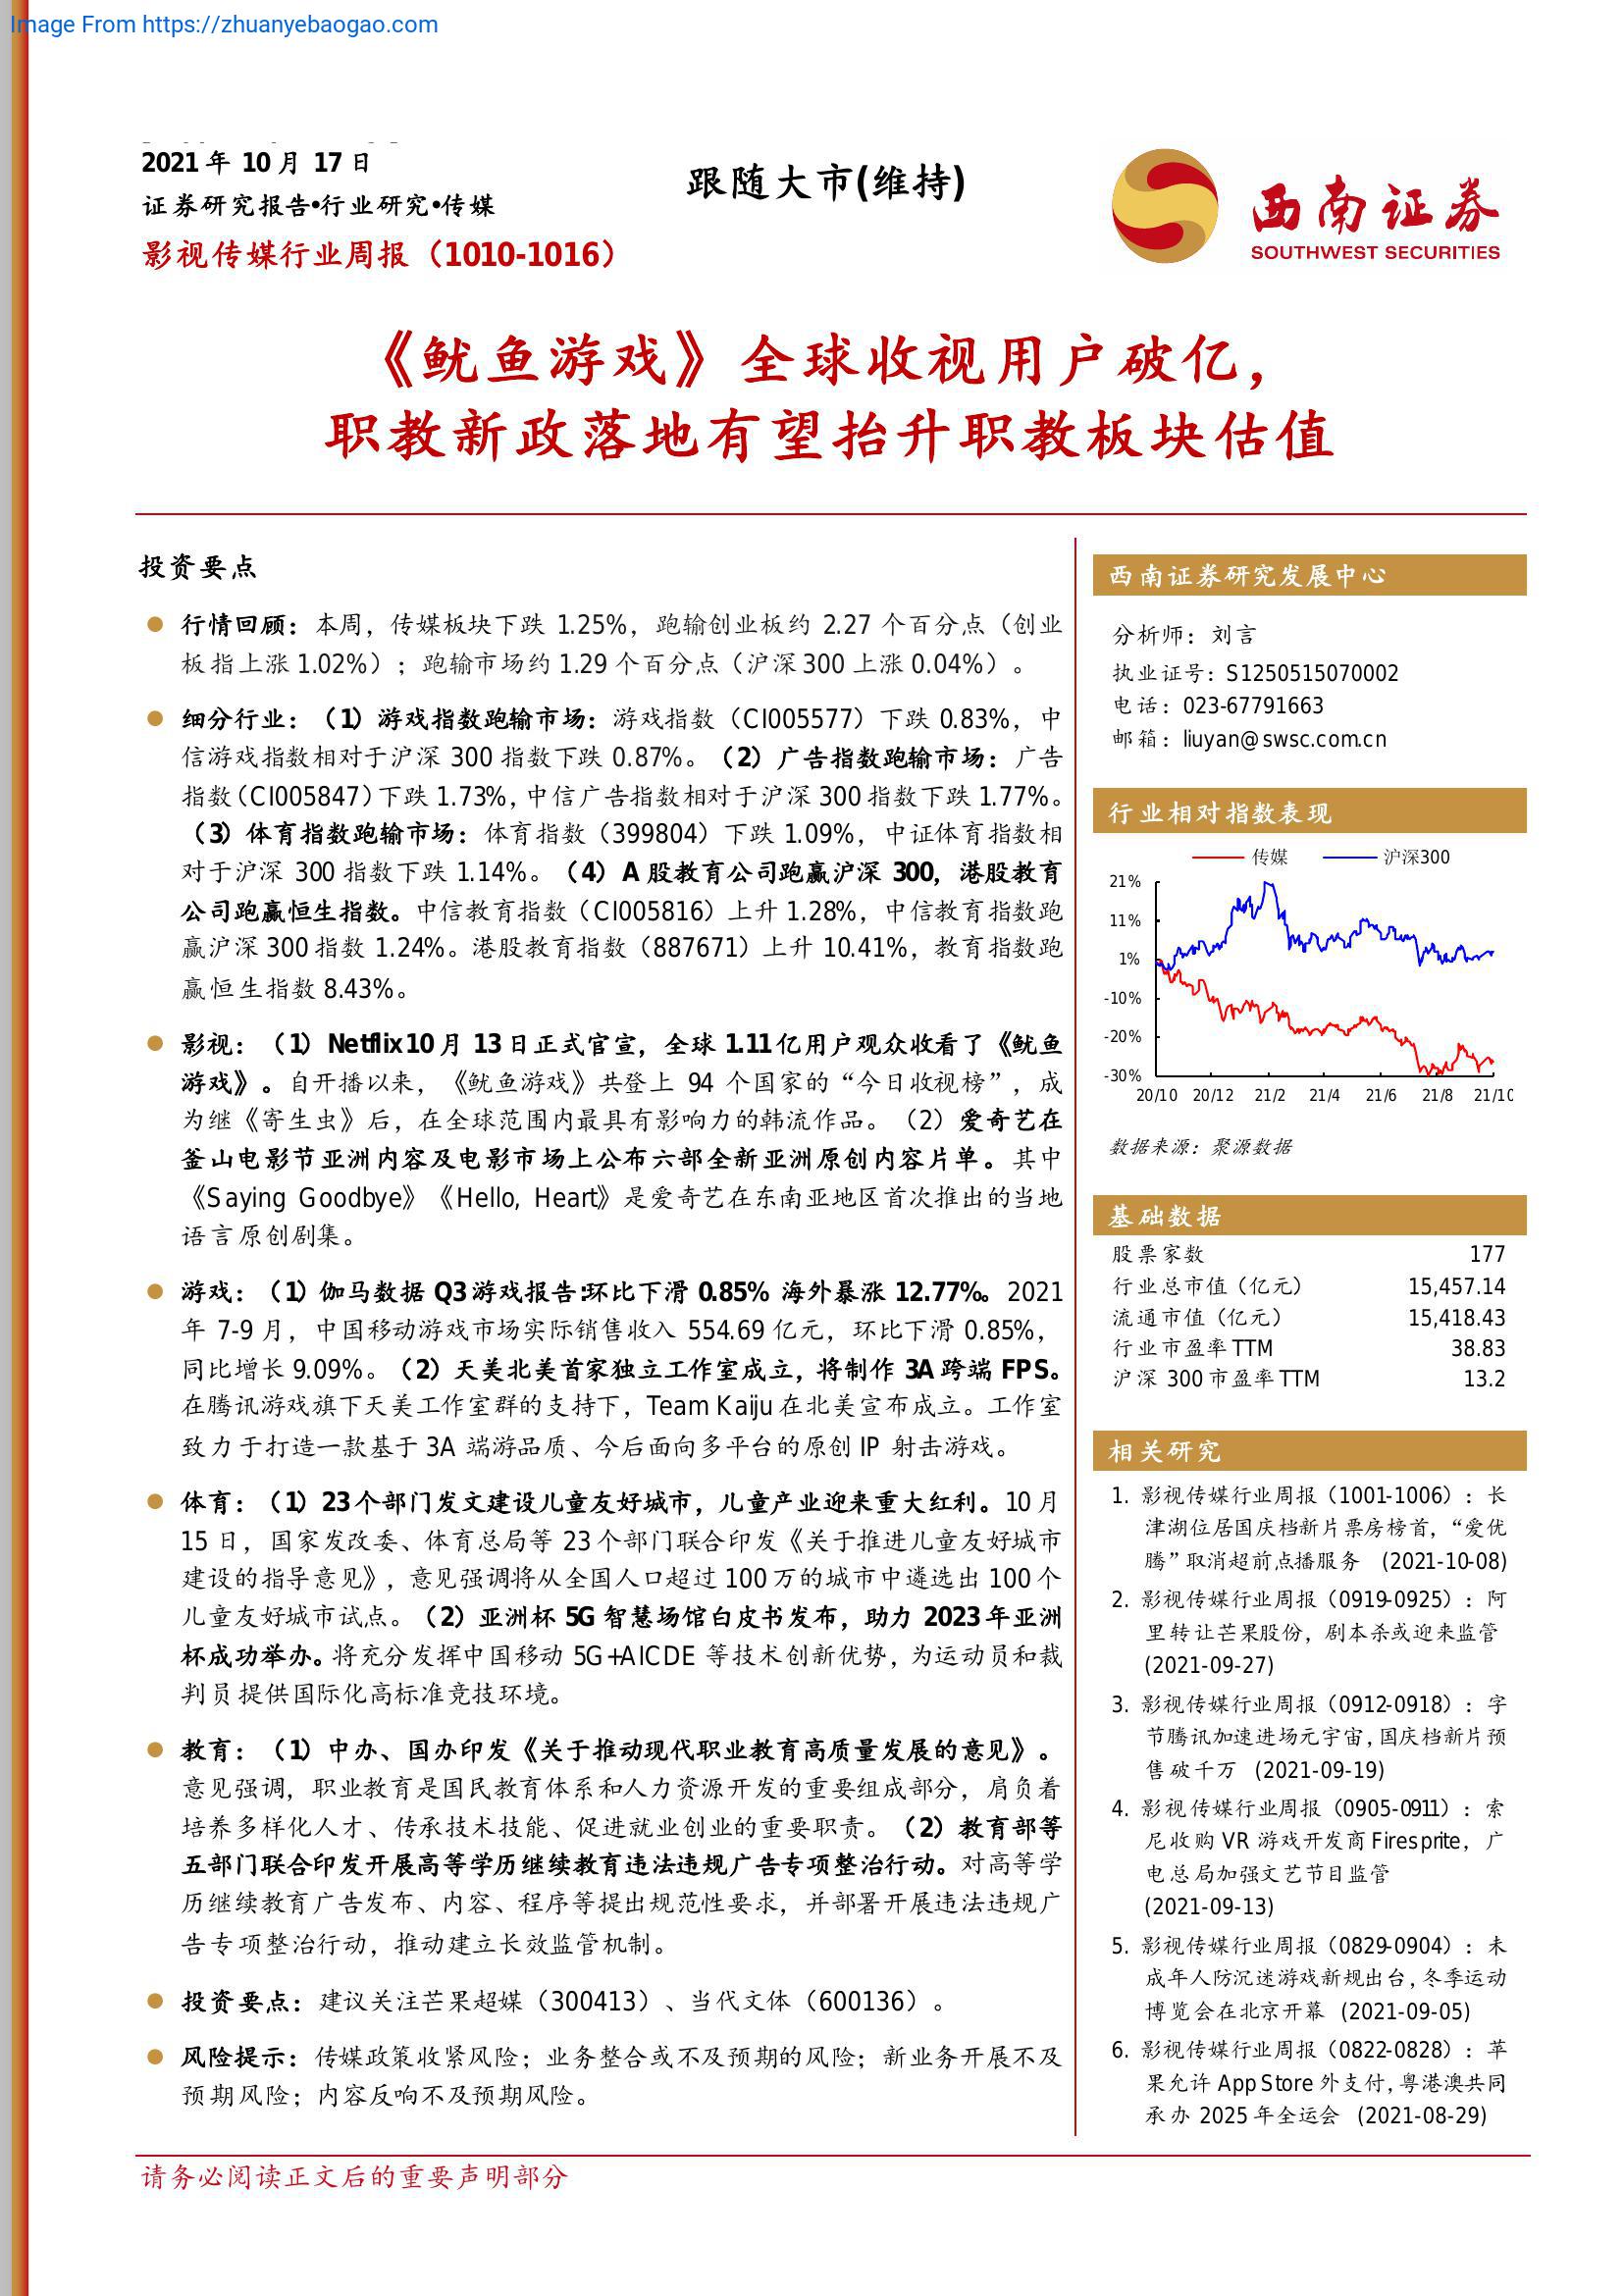 Image From https://zhuanyebaogao.com
2021 年 10 月 17 日
证券研究报告•行业研究•传媒
影视传媒行业周报（1010-1016）
跟随大市(维持)
西南证券
SOUTHWEST SECURITIES
《鱿鱼游戏》全球收视用户破亿，
职教新政落地有望抬升职教板块估值
投资要点
行情回顾：本周，传媒板块下跌 1.25%，跑输创业板约 2.27 个百分点（创业
板指上涨 1.02%）；跑输市场约 1.29 个百分点（沪深 300 上涨 0.04%）。
细分行业：（1）游戏指数跑输市场：游戏指数（CI005577）下跌 0.83%，中
信游戏指数相对于沪深 300 指数下跌 0.87%。（2）广告指数跑输市场：广告
指数（CI005847）下跌 1.73%，中信广告指数相对于沪深 300 指数下跌 1.77%。
（3）体育指数跑输市场：体育指数（399804）下跌 1.09%，中证体育指数相
对于沪深 300 指数下跌 1.14%。（4）A 股教育公司跑赢沪深 300，港股教育
公司跑赢恒生指数。中信教育指数（CI005816）上升 1.28%，中信教育指数跑
赢沪深 300 指数 1.24%。港股教育指数（887671）上升 10.41%，教育指数跑
赢恒生指数 8.43%。
影视：（1）Netflix10 月 13 日正式官宣，全球 1.11 亿用户观众收看了《鱿鱼
游戏》。自开播以来，《鱿鱼游戏》共登上 94 个国家的“今日收视榜”，成
为继《寄生虫》后，在全球范围内最具有影响力的韩流作品。（2）爱奇艺在
釜山电影节亚洲内容及电影市场上公布六部全新亚洲原创内容片单。其中
《Saying Goodbye》《Hello, Heart》是爱奇艺在东南亚地区首次推出的当地
语言原创剧集。
游戏：（1）伽马数据 Q3 游戏报告:环比下滑 0.85% 海外暴涨 12.77%。2021
年 7-9 月，中国移动游戏市场实际销售收入 554.69 亿元，环比下滑 0.85%，
同比增长 9.09%。（2）天美北美首家独立工作室成立，将制作 3A 跨端 FPS。
在腾讯游戏旗下天美工作室群的支持下，Team Kaiju 在北美宣布成立。工作室
致力于打造一款基于 3A 端游品质、今后面向多平台的原创 IP 射击游戏。
体育：（1）23 个部门发文建设儿童友好城市，儿童产业迎来重大红利。10 月
15 日，国家发改委、体育总局等 23 个部门联合印发《关于推进儿童友好城市
建设的指导意见》，意见强调将从全国人口超过 100 万的城市中遴选出 100 个
儿童友好城市试点。（2）亚洲杯 5G 智慧场馆白皮书发布，助力 2023 年亚洲
杯成功举办。将充分发挥中国移动 5G+AICDE 等技术创新优势，为运动员和裁
判员提供国际化高标准竞技环境。
教育：（1）中办、国办印发《关于推动现代职业教育高质量发展的意见》。
意见强调，职业教育是国民教育体系和人力资源开发的重要组成部分，肩负着
培养多样化人才、传承技术技能、促进就业创业的重要职责。（2）教育部等
五部门联合印发开展高等学历继续教育违法违规广告专项整治行动。对高等学
历继续教育广告发布、内容、程序等提出规范性要求，并部署开展违法违规广
告专项整治行动，推动建立长效监管机制。
投资要点：建议关注芒果超媒（300413）、当代文体（600136）。
风险提示：传媒政策收紧风险；业务整合或不及预期的风险；新业务开展不及
预期风险；内容反响不及预期风险。
西南证券研究发展中心
分析师：刘言
执业证号：S1250515070002
电话：023-67791663
邮箱：liuyan@swsc.com.cn
行业相对指数表现
传媒 沪深300
21%
11%
1%
-10%
-20%
-30%
20/10 20/12 21/2 21/4 21/6 21/8 21/10
数据来源：聚源数据
基础数据
股票家数 177
行业总市值（亿元） 15,457.14
流通市值（亿元） 15,418.43
行业市盈率 TTM 38.83
沪深 300 市盈率 TTM 13.2
相关研究
1. 影视传媒行业周报（1001-1006）：长
津湖位居国庆档新片票房榜首，“爱优
腾”取消超前点播服务 (2021-10-08)
2. 影视传媒行业周报（0919-0925）：阿
里转让芒果股份，剧本杀或迎来监管
(2021-09-27)
3. 影视传媒行业周报（0912-0918）：字
节腾讯加速进场元宇宙，国庆档新片预
售破千万 (2021-09-19)
4. 影视传媒行业周报（0905-0911）：索
尼收购 VR 游戏开发商 Firesprite，广
电总局加强文艺节目监管
(2021-09-13)
5. 影视传媒行业周报（0829-0904）：未
成年人防沉迷游戏新规出台，冬季运动
博览会在北京开幕 (2021-09-05)
6. 影视传媒行业周报（0822-0828）：苹
果允许 App Store 外支付，粤港澳共同
承办 2025 年全运会 (2021-08-29)
请务必阅读正文后的重要声明部分